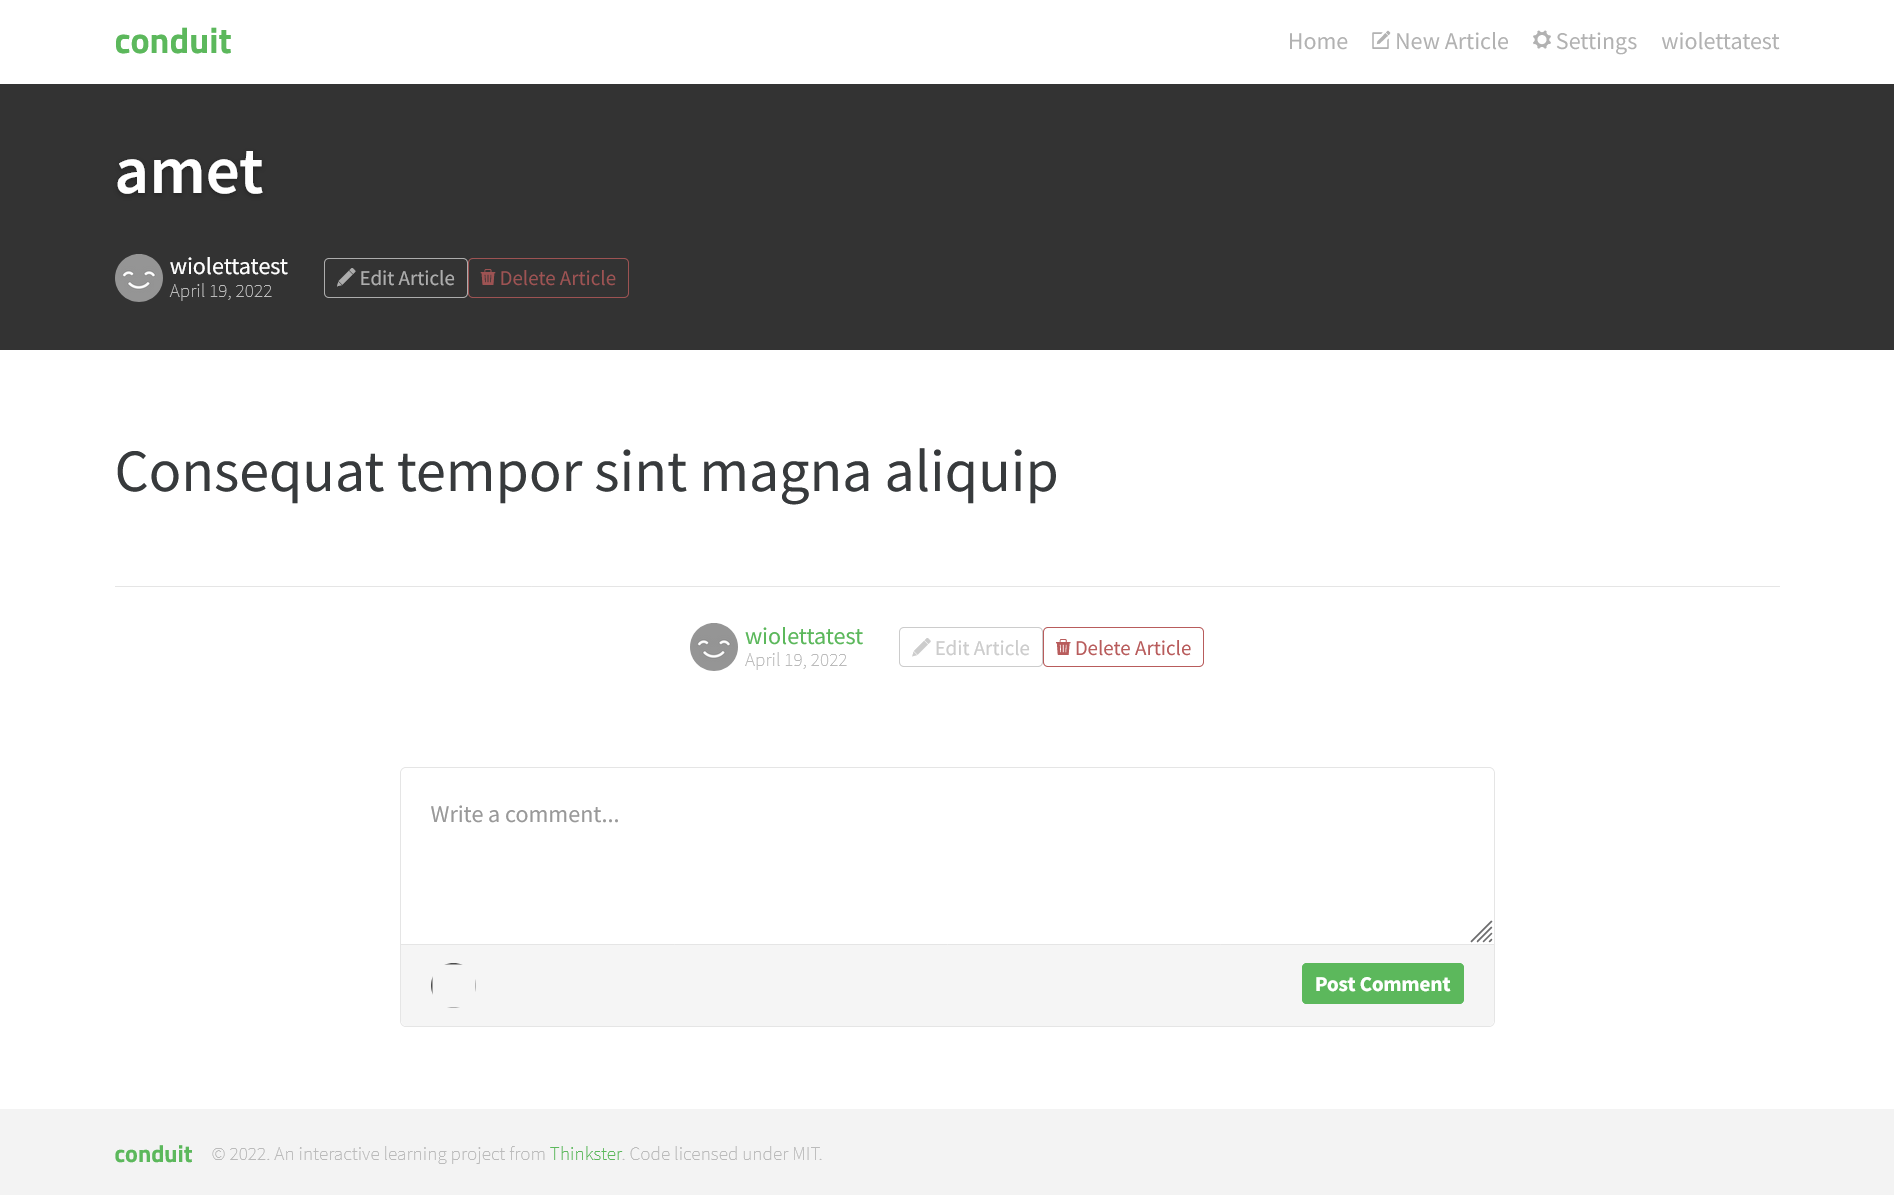 conduit
Home New Article Settings wiolettatest
amet
wiolettatest
April 19, 2022
Edit Article Delete Article
Consequat tempor sint magna aliquip
wiolettatest
April 19, 2022
Edit Article Delete Article
Write a comment...
Post Comment
conduit © 2022. An interactive learning project from Thinkster. Code licensed under MIT.